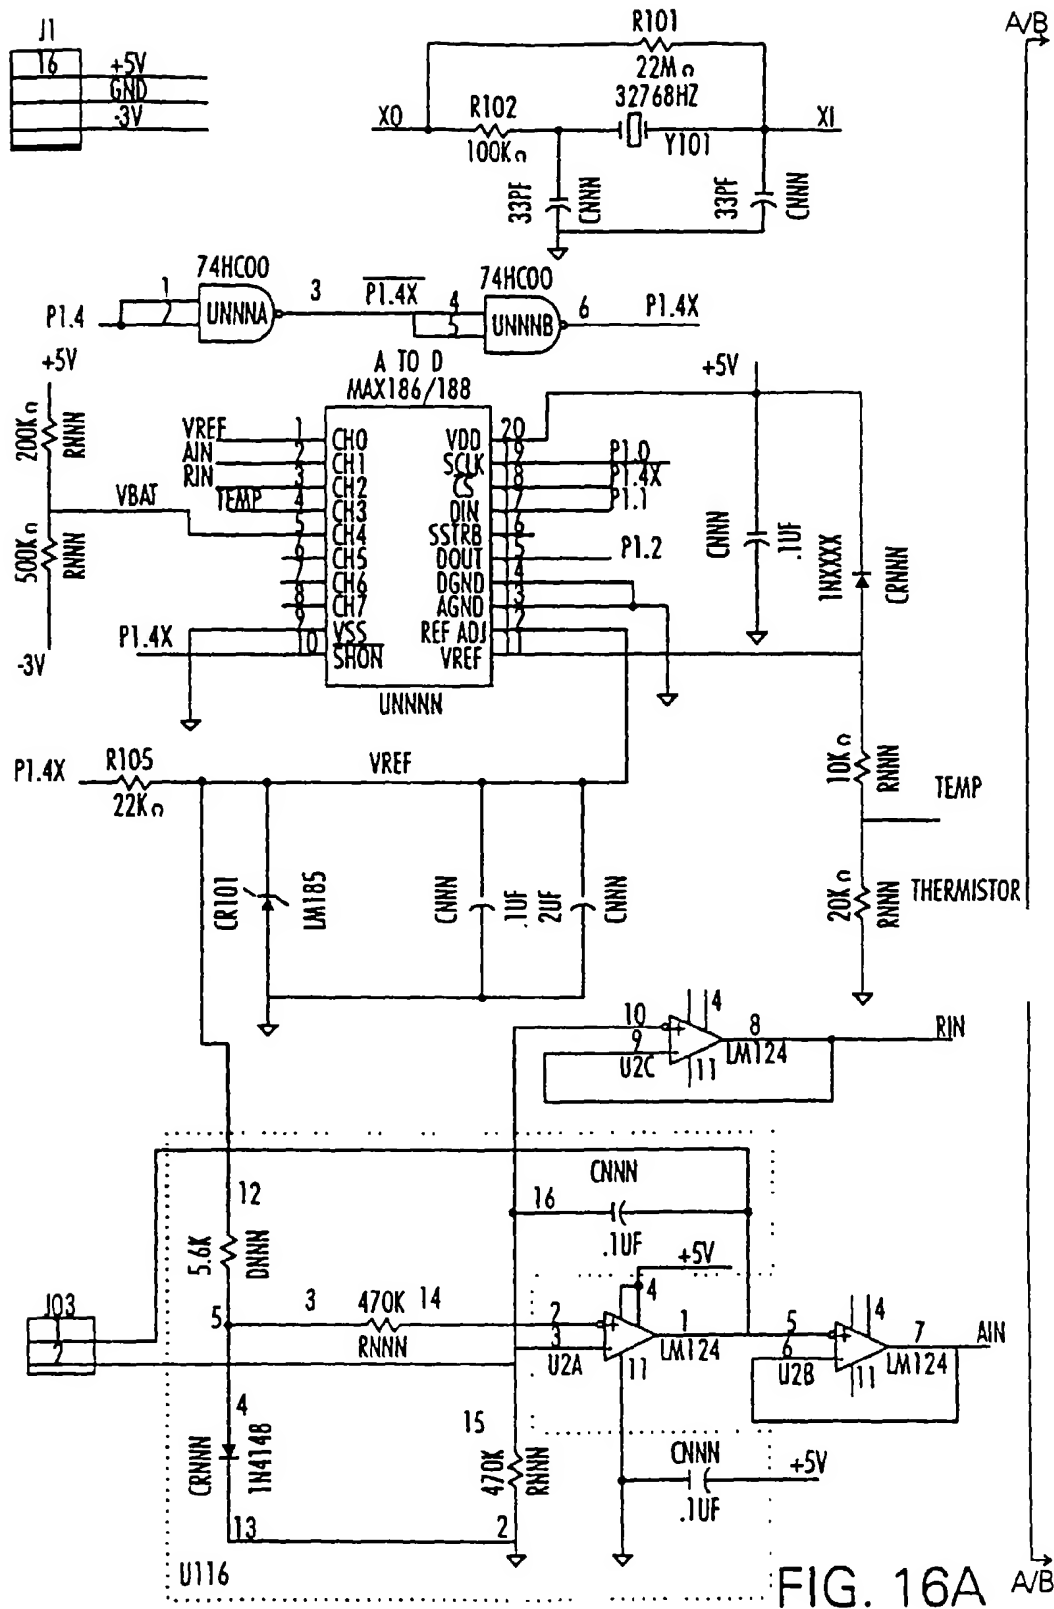 J1
16
+5V
GND
-3V
R101
22MΩ
32768HZ
XO
R102
100KΩ
Y101
XI
33PF
CNNN
33PF
CNNN
A/B
74HC00
1
2
UNNNA
3
P1.4X
74HC00
4
5
UNNNB
6
P1.4X
P1.4
+5V
200KΩ
RNNN
VBAT
500KΩ
RNNN
-3V
A TO D
MAX186/188
VREF 1 CH0
AIN 2 CH1
RIN 3 CH2
TEMP 4 CH3
5 CH4
6 CH5
7 CH6
8 CH7
9 VSS
P1.4X 10 SHON
VDD 20
SCLK 19 P1.0
CS 18 P1.4X
DIN 17 P1.1
SSTRB 16
DOUT 15 P1.2
DGND 14
AGND 13
REF ADJ 12
VREF 11
UNNNN
+5V
CNNN
.1UF
1NXXX
CRNNN
P1.4X
R105
22KΩ
VREF
CR101
LM185
CNNN
.1UF
2UF
CNNN
10KΩ
RNNN
TEMP
20KΩ
RNNN
THERMISTOR
10
9
+
-
U2C
4
11
8
LM124
RIN
12
5.6K
DNNN
CNNN
16
.1UF
+5V
J03
1
2
5
3
470K
RNNN
14
2
3
+
-
U2A
4
11
1
LM124
5
6
+
-
U2B
4
11
7
LM124
AIN
4
CRNNN
1N4148
13
15
470K
RNNN
2
CNNN
.1UF
+5V
U116
FIG. 16A
A/B